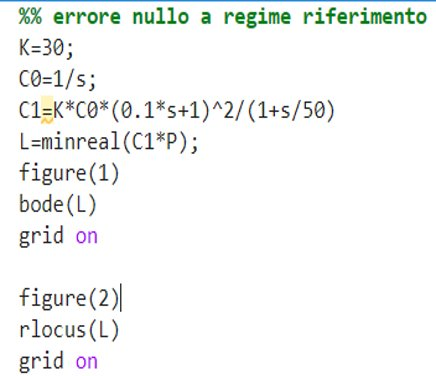 %% errore nullo a regime riferimento
K=30;
C0=1/s;
C1=K*C0*(0.1*s+1)^2/(1+s/50)
L=minreal(C1*P);
figure(1)
bode(L)
grid on
figure(2)
rlocus(L)
grid on